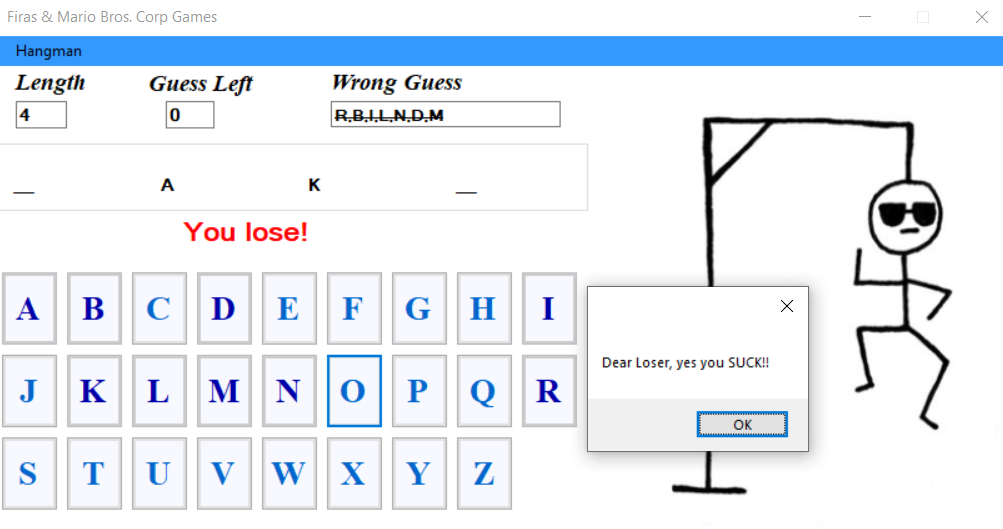 Firas & Mario Bros. Corp Games
Hangman
Length Guess Left Wrong Guess
4 0 R,B,I,L,N,D,M
__ A K __
You lose!
A B C D E F G H I
J K L M N O P Q R
S T U V W X Y Z
Dear Loser, yes you SUCK!!
OK